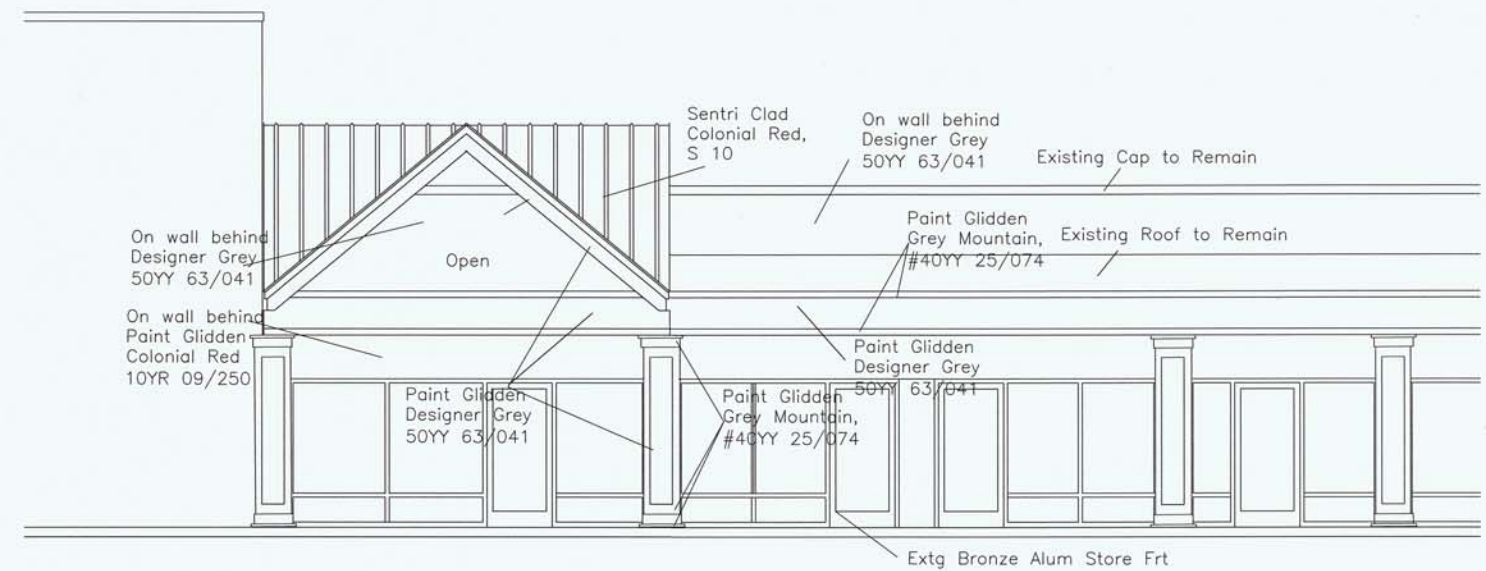 Sentri Clad
Colonial Red,
S 10
On wall behind
Designer Grey
50YY 63/041
Existing Cap to Remain
On wall behind
Designer Grey
50YY 63/041
Open
Paint Glidden
Grey Mountain,
#40YY 25/074
Existing Roof to Remain
On wall behind
Paint Glidden
Colonial Red
10YR 09/250
Paint Glidden
Designer Grey
50YY 63/041
Paint Glidden
Designer Grey
50YY 63/041
Paint Glidden
Grey Mountain,
#40YY 25/074
Extg Bronze Alum Store Frt